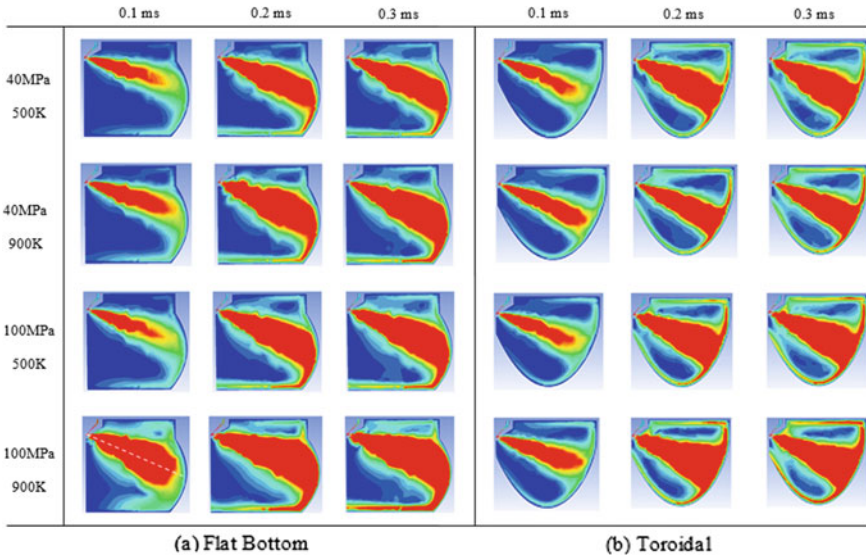 0.1 ms 0.2 ms 0.3 ms 0.1 ms 0.2 ms 0.3 ms
40MPa
500K
40MPa
900K
100MPa
500K
100MPa
900K
(a) Flat Bottom (b) Toroidal